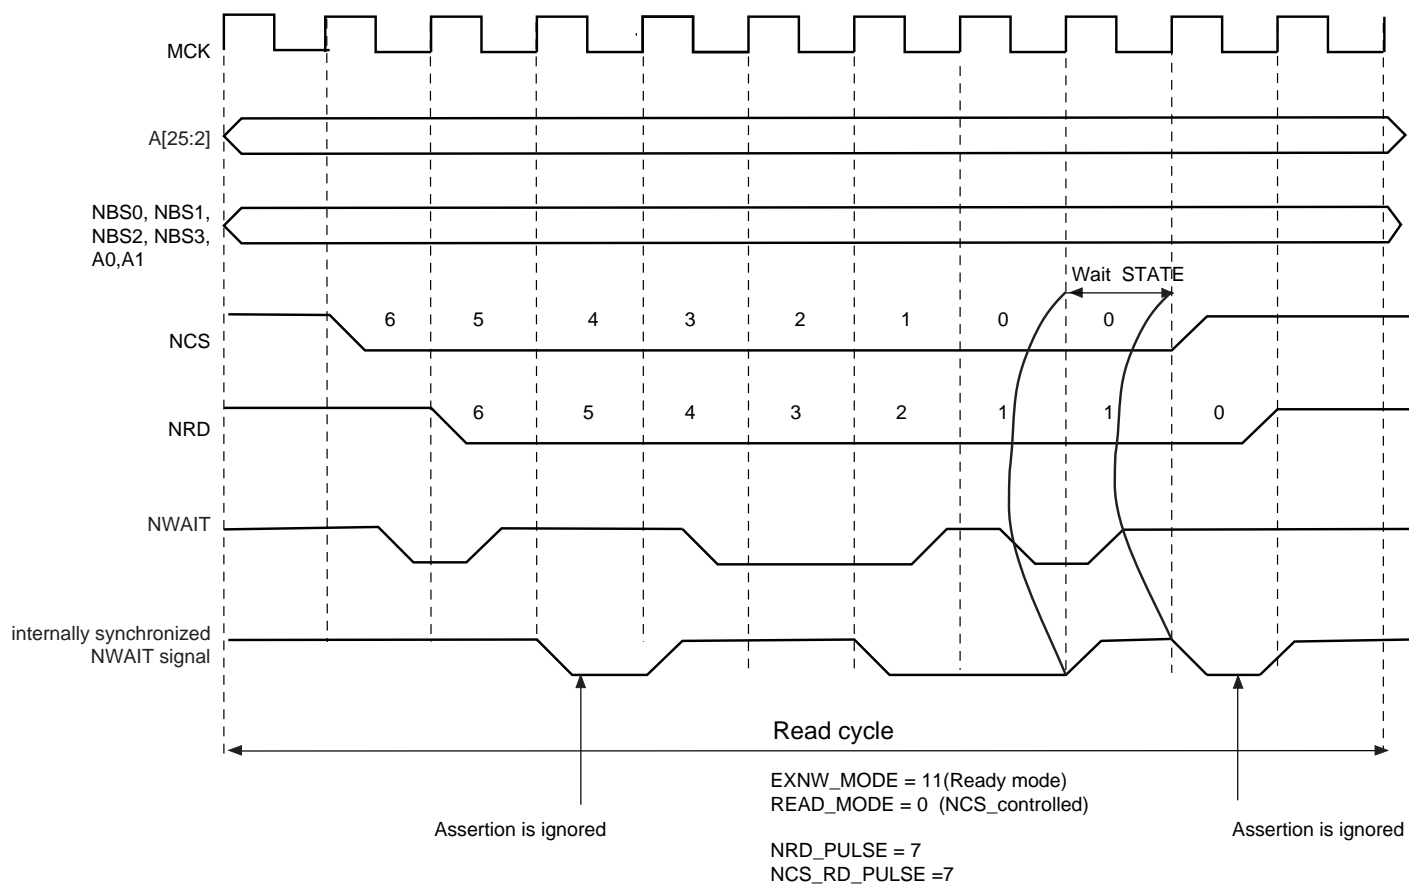 MCK
A[25:2]
NBS0, NBS1,
NBS2, NBS3,
A0,A1
Wait STATE
NCS
6 5 4 3 2 1 0 0
NRD
6 5 4 3 2 1 1 0
NWAIT
internally synchronized
NWAIT signal
Read cycle
EXNW_MODE = 11(Ready mode)
READ_MODE = 0 (NCS_controlled)
Assertion is ignored
Assertion is ignored
NRD_PULSE = 7
NCS_RD_PULSE =7